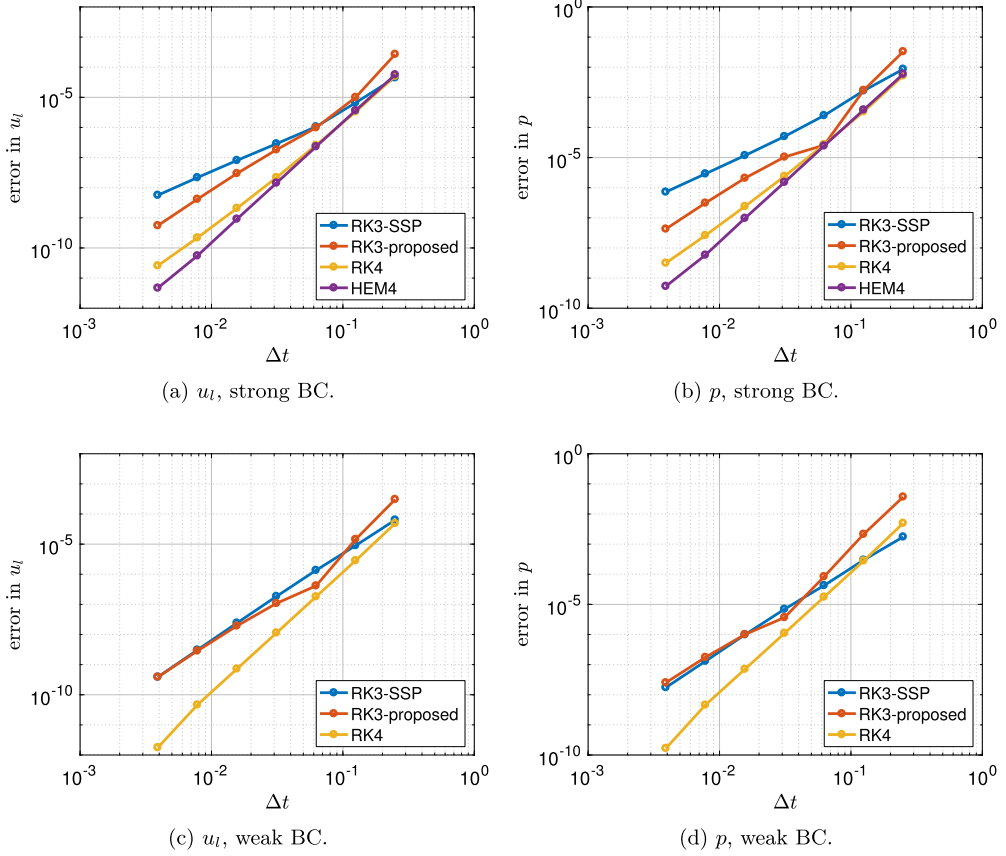 error in u_l
10^-5
10^-10
10^-3
10^-2
10^-1
10^0
Δt
RK3-SSP
RK3-proposed
RK4
HEM4
(a) u_l, strong BC.
error in p
10^0
10^-5
10^-10
10^-3
10^-2
10^-1
10^0
Δt
RK3-SSP
RK3-proposed
RK4
HEM4
(b) p, strong BC.
error in u_l
10^-5
10^-10
10^-3
10^-2
10^-1
10^0
Δt
RK3-SSP
RK3-proposed
RK4
(c) u_l, weak BC.
error in p
10^0
10^-5
10^-10
10^-3
10^-2
10^-1
10^0
Δt
RK3-SSP
RK3-proposed
RK4
(d) p, weak BC.